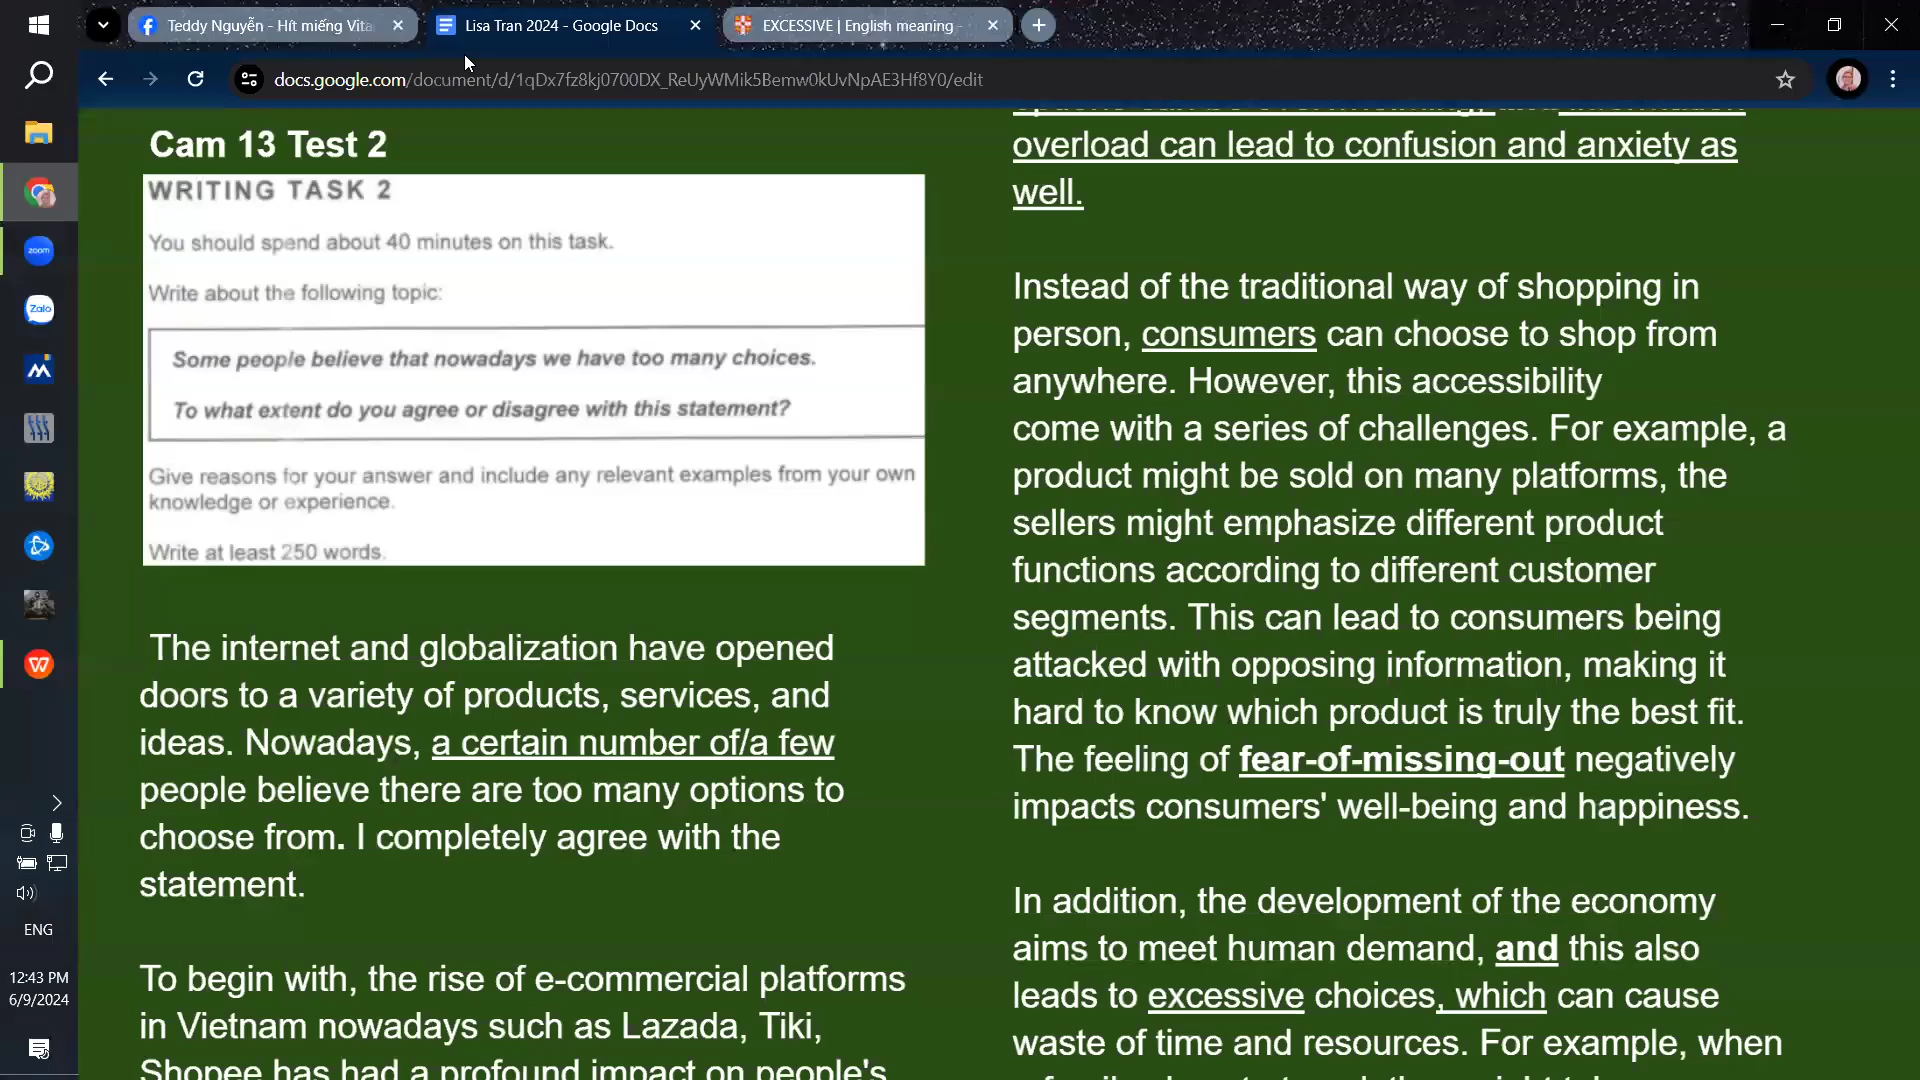 Teddy Nguyễn - Hít miếng Vita
Lisa Tran 2024 - Google Docs
EXCESSIVE | English meaning -
docs.google.com/document/d/1qDx7fz8kj0700DX_ReUyWMik5Bemw0kUvNpAE3Hf8Y0/edit
zoom
Zalo
ENG
12:43 PM
6/9/2024
Cam 13 Test 2
WRITING TASK 2
You should spend about 40 minutes on this task.
Write about the following topic:
Some people believe that nowadays we have too many choices.
To what extent do you agree or disagree with this statement?
Give reasons for your answer and include any relevant examples from your own
knowledge or experience.
Write at least 250 words.
The internet and globalization have opened
doors to a variety of products, services, and
ideas. Nowadays, a certain number of/a few
people believe there are too many options to
choose from. I completely agree with the
statement.
To begin with, the rise of e-commercial platforms
in Vietnam nowadays such as Lazada, Tiki,
Shopee has had a profound impact on people's
overload can lead to confusion and anxiety as
well.
Instead of the traditional way of shopping in
person, consumers can choose to shop from
anywhere. However, this accessibility
come with a series of challenges. For example, a
product might be sold on many platforms, the
sellers might emphasize different product
functions according to different customer
segments. This can lead to consumers being
attacked with opposing information, making it
hard to know which product is truly the best fit.
The feeling of fear-of-missing-out negatively
impacts consumers' well-being and happiness.
In addition, the development of the economy
aims to meet human demand, and this also
leads to excessive choices, which can cause
waste of time and resources. For example, when